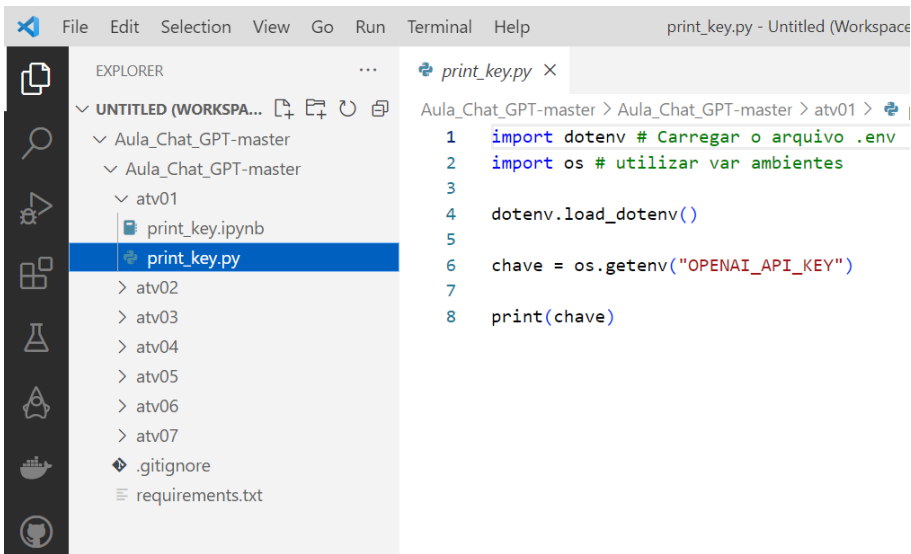 File Edit Selection View Go Run Terminal Help print_key.py - Untitled (Workspace
EXPLORER ...
UNTITLED (WORKSPA...
Aula_Chat_GPT-master
Aula_Chat_GPT-master
atv01
print_key.ipynb
print_key.py
atv02
atv03
atv04
atv05
atv06
atv07
.gitignore
requirements.txt
print_key.py
Aula_Chat_GPT-master > Aula_Chat_GPT-master > atv01 >
1 import dotenv # Carregar o arquivo .env
2 import os # utilizar var ambientes
3
4 dotenv.load_dotenv()
5
6 chave = os.getenv("OPENAI_API_KEY")
7
8 print(chave)